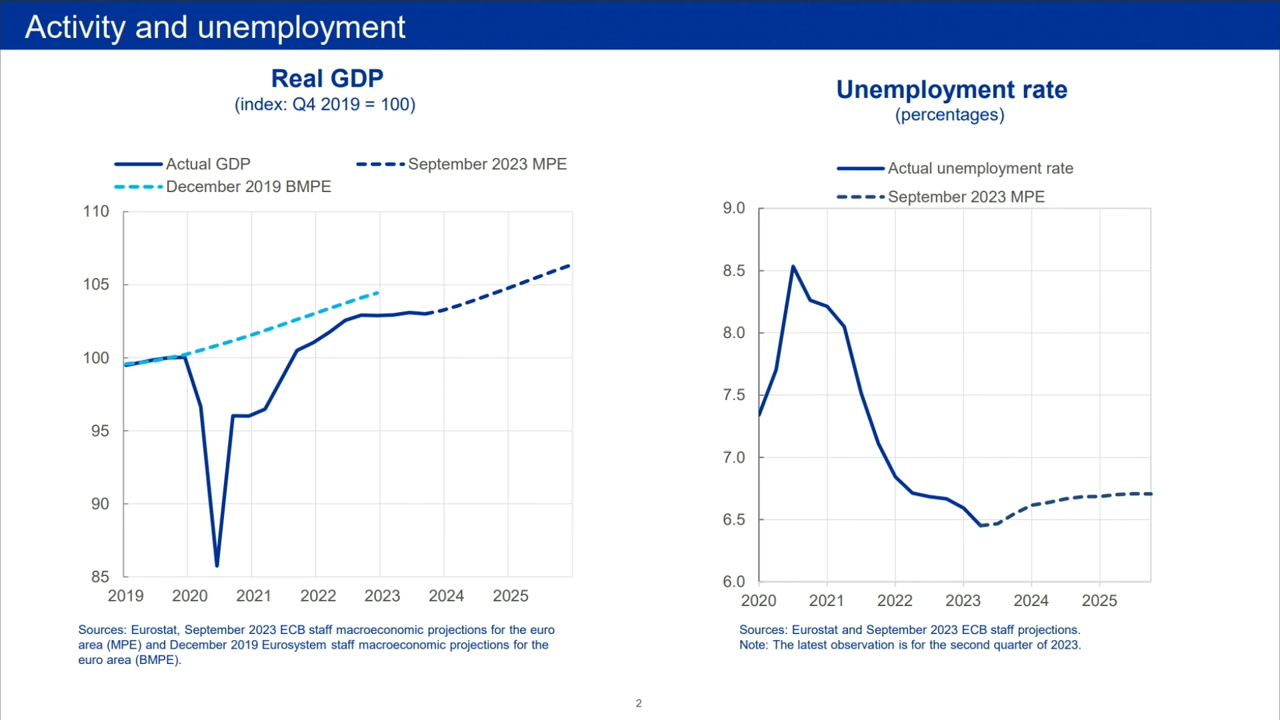 Activity and unemployment
Real GDP
(index: Q4 2019 = 100)
Actual GDP
September 2023 MPE
December 2019 BMPE
110
105
100
95
90
85
2019
2020
2021
2022
2023
2024
2025
Sources: Eurostat, September 2023 ECB staff macroeconomic projections for the euro
area (MPE) and December 2019 Eurosystem staff macroeconomic projections for the
euro area (BMPE).
Unemployment rate
(percentages)
Actual unemployment rate
September 2023 MPE
9.0
8.5
8.0
7.5
7.0
6.5
6.0
2020
2021
2022
2023
2024
2025
Sources: Eurostat and September 2023 ECB staff projections.
Note: The latest observation is for the second quarter of 2023.
2